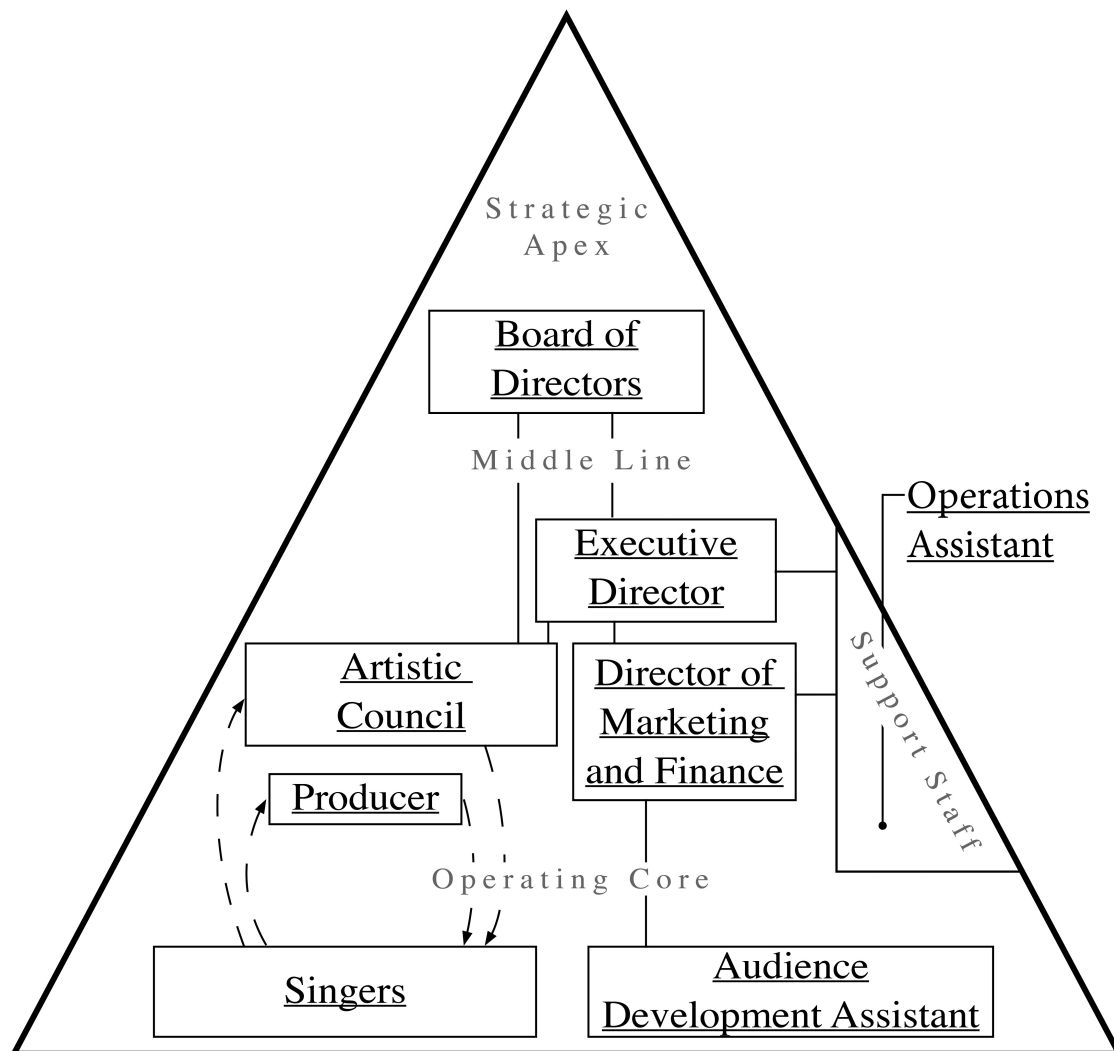 Strategic
Apex
Board of
Directors
Middle Line
Operations
Assistant
Executive
Director
Support Staff
Artistic
Council
Director of
Marketing
and Finance
Producer
Operating Core
Singers
Audience
Development Assistant